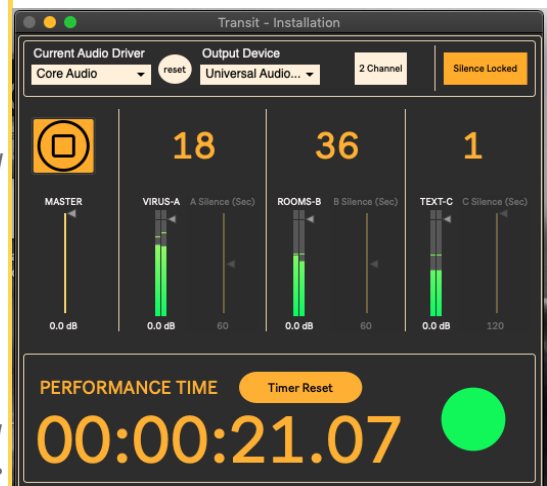 Transit - Installation
Current Audio Driver
Output Device
Core Audio
reset
Universal Audio...
2 Channel
Silence Locked
18
36
1
MASTER
VIRUS-A
A Silence (Sec)
ROOMS-B
B Silence (Sec)
TEXT-C
C Silence (Sec)
0.0 dB
0.0 dB
60
0.0 dB
60
0.0 dB
120
PERFORMANCE TIME
Timer Reset
00:00:21.07